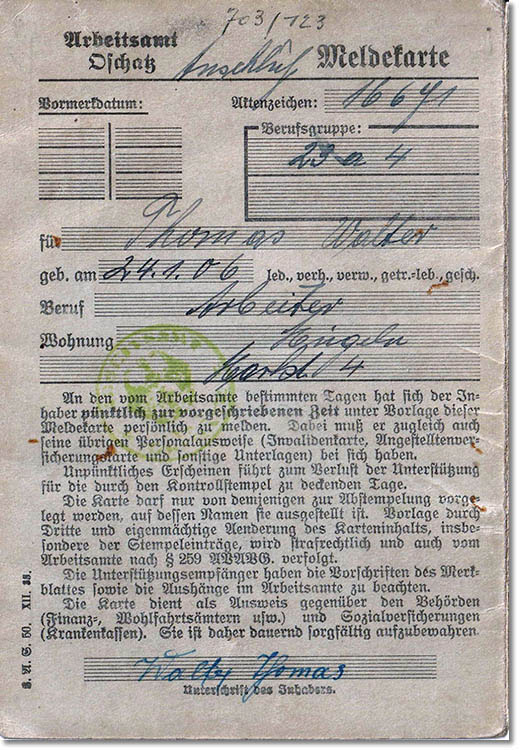 703/123
Arbeitsamt
Oschatz
Meldekarte
Vormerkdatum:
Aktenzeichen: 16671
Berufsgruppe:
23 a 4
für Thomas Walter
geb. am 24.1.06 led., verh., verw., getr.-leb., gesch.
Beruf Arbeiter
Wohnung Mügeln
Markt 4
An den vom Arbeitsamte bestimmten Tagen hat sich der In-
haber pünktlich zur vorgeschriebenen Zeit unter Vorlage dieser
Meldekarte persönlich zu melden. Dabei muß er zugleich auch
seine übrigen Personalausweise (Invalidenkarte, Angestelltenver-
sicherungskarte und sonstige Unterlagen) bei sich haben.
Unpünktliches Erscheinen führt zum Verlust der Unterstützung
für die durch den Kontrollstempel zu deckenden Tage.
Die Karte darf nur von demjenigen zur Abstempelung vorge-
legt werden, auf dessen Namen sie ausgestellt ist. Vorlage durch
Dritte und eigenmächtige Aenderung des Karteninhalts, insbe-
sondere der Stempeleinträge, wird strafrechtlich und auch vom
Arbeitsamte nach § 259 AVAVG. verfolgt.
Die Unterstützungsempfänger haben die Vorschriften des Merk-
blattes sowie die Aushänge im Arbeitsamte zu beachten.
Die Karte dient als Ausweis gegenüber den Behörden
(Finanz-, Wohlfahrtsämtern usw.) und Sozialversicherungen
(Krankenkassen). Sie ist daher dauernd sorgfältig aufzubewahren.
Walter Thomas
Unterschrift des Inhabers.